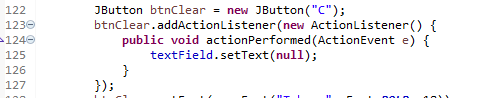 122 JButton btnClear = new JButton("C");
123 btnClear.addActionListener(new ActionListener() {
124 public void actionPerformed(ActionEvent e) {
125 textField.setText(null);
126 }
127 });